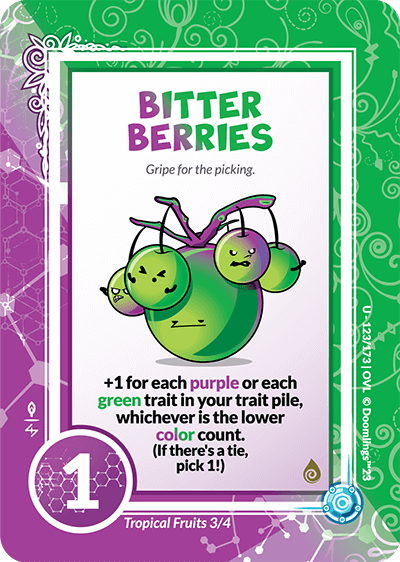 BITTER
BERRIES
Gripe for the picking.
+1 for each purple or each
green trait in your trait pile,
whichever is the lower
color count.
(If there's a tie,
pick 1!)
1
Tropical Fruits 3/4
U - 123/173 | OVL © Doomlings™ 23